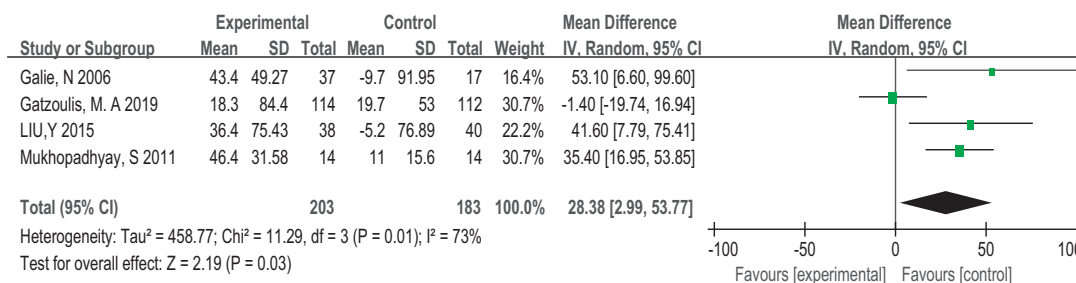 Experimental Control Mean Difference Mean Difference
Study or Subgroup Mean SD Total Mean SD Total Weight IV, Random, 95% CI IV, Random, 95% CI
Galie, N 2006 43.4 49.27 37 -9.7 91.95 17 16.4% 53.10 [6.60, 99.60]
Gatzoulis, M. A 2019 18.3 84.4 114 19.7 53 112 30.7% -1.40 [-19.74, 16.94]
LIU,Y 2015 36.4 75.43 38 -5.2 76.89 40 22.2% 41.60 [7.79, 75.41]
Mukhopadhyay, S 2011 46.4 31.58 14 11 15.6 14 30.7% 35.40 [16.95, 53.85]
Total (95% CI) 203 183 100.0% 28.38 [2.99, 53.77]
Heterogeneity: Tau² = 458.77; Chi² = 11.29, df = 3 (P = 0.01); I² = 73%
Test for overall effect: Z = 2.19 (P = 0.03)
-100 -50 0 50 100
Favours [experimental] Favours [control]